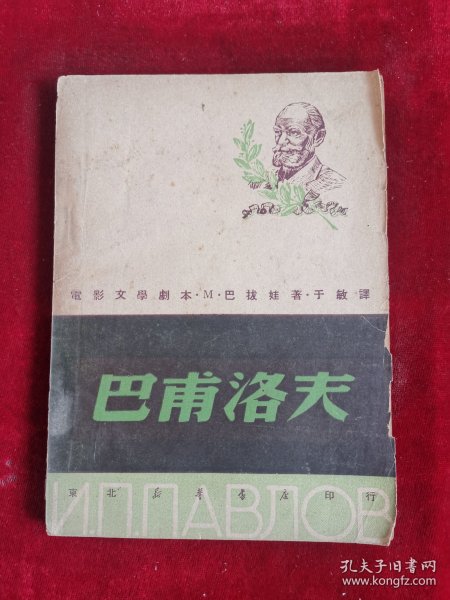 電影文學劇本·M·巴拔娃著·于敏譯
巴甫洛夫
東北新華書店印行
И.П.ПАВЛОВ
孔夫子旧书网
www.kongfz.com